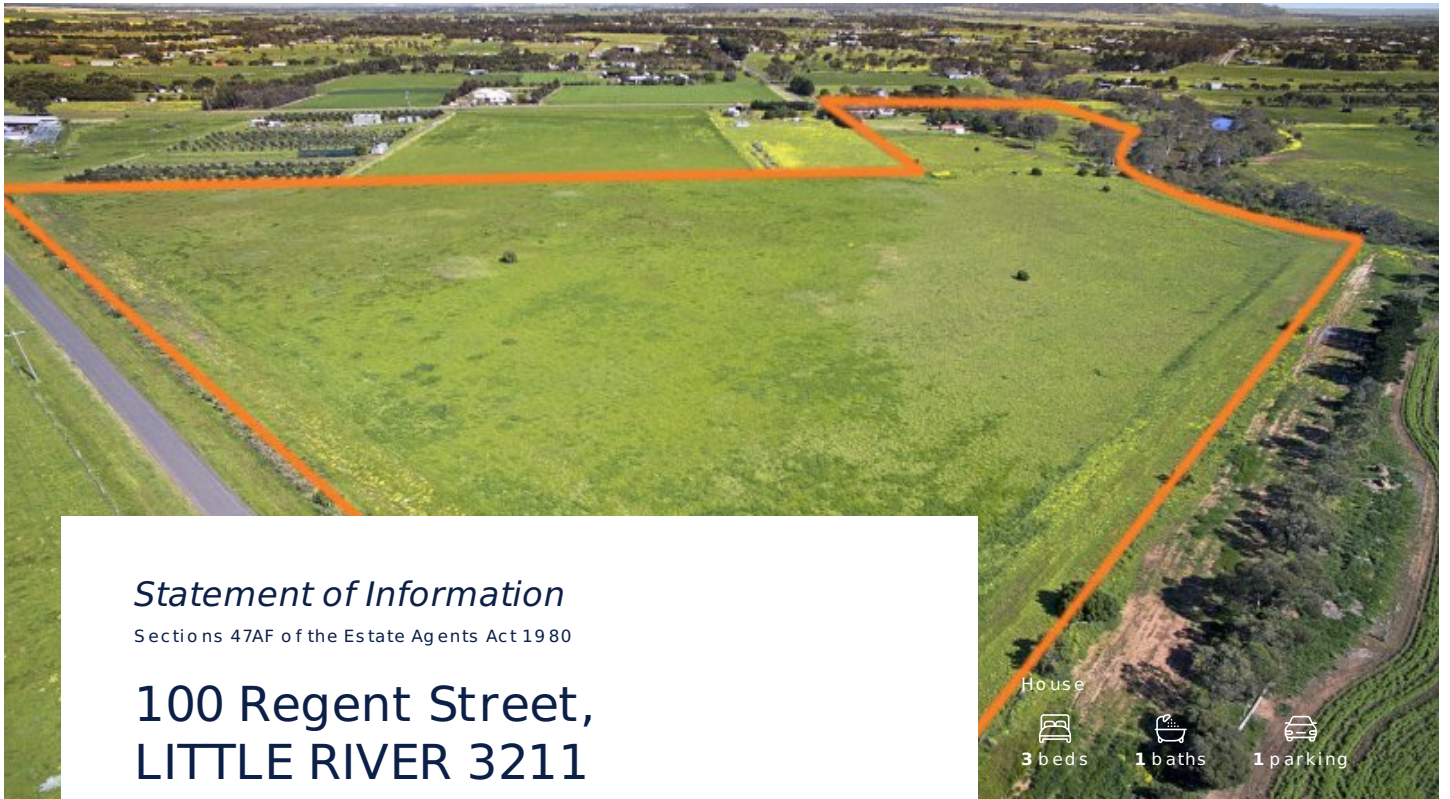 Statement of Information
Sections 47AF of the Estate Agents Act 1980
100 Regent Street,
LITTLE RIVER 3211
House
3 beds 1 baths 1 parking